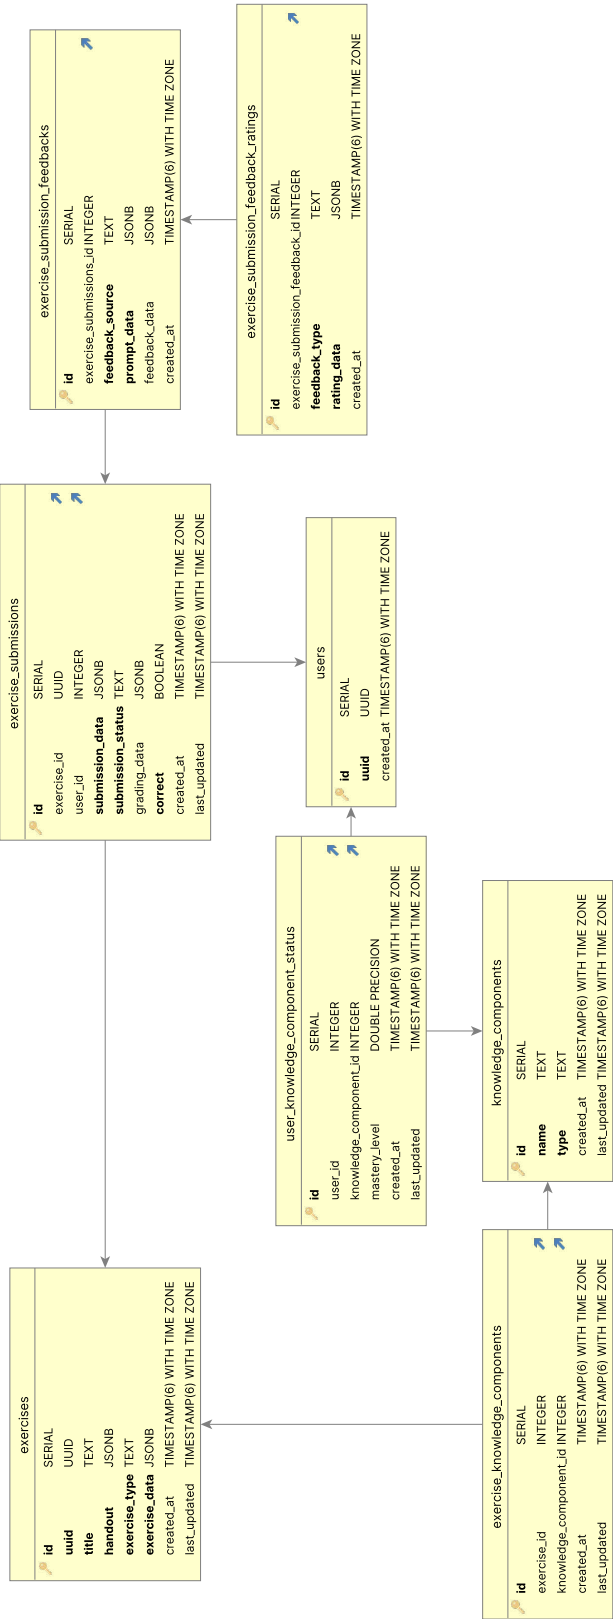 exercise_submission_feedbacks
id SERIAL
exercise_submissions_id INTEGER
feedback_source TEXT
prompt_data JSONB
feedback_data JSONB
created_at TIMESTAMP(6) WITH TIME ZONE
exercise_submission_feedback_ratings
id SERIAL
exercise_submission_feedback_id INTEGER
feedback_type TEXT
rating_data JSONB
created_at TIMESTAMP(6) WITH TIME ZONE
exercise_submissions
id SERIAL
exercise_id UUID
user_id INTEGER
submission_data JSONB
submission_status TEXT
grading_data JSONB
correct BOOLEAN
created_at TIMESTAMP(6) WITH TIME ZONE
last_updated TIMESTAMP(6) WITH TIME ZONE
users
id SERIAL
uuid UUID
created_at TIMESTAMP(6) WITH TIME ZONE
user_knowledge_component_status
id SERIAL
user_id INTEGER
knowledge_component_id INTEGER
mastery_level DOUBLE PRECISION
created_at TIMESTAMP(6) WITH TIME ZONE
last_updated TIMESTAMP(6) WITH TIME ZONE
knowledge_components
id SERIAL
name TEXT
type TEXT
created_at TIMESTAMP(6) WITH TIME ZONE
last_updated TIMESTAMP(6) WITH TIME ZONE
exercises
id SERIAL
uuid UUID
title TEXT
handout JSONB
exercise_type TEXT
exercise_data JSONB
created_at TIMESTAMP(6) WITH TIME ZONE
last_updated TIMESTAMP(6) WITH TIME ZONE
exercise_knowledge_components
id SERIAL
exercise_id INTEGER
knowledge_component_id INTEGER
created_at TIMESTAMP(6) WITH TIME ZONE
last_updated TIMESTAMP(6) WITH TIME ZONE